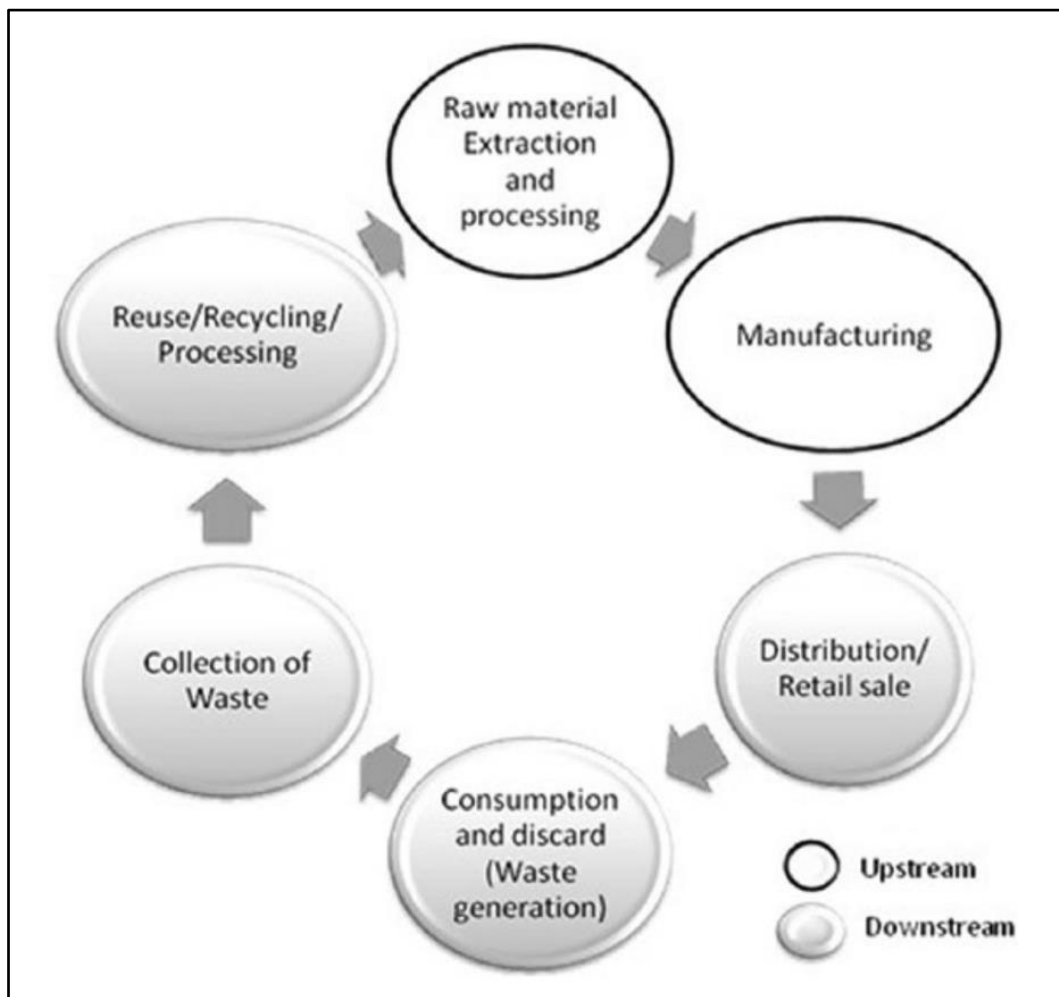 Raw material
Extraction
and
processing
Manufacturing
Distribution/
Retail sale
Consumption
and discard
(Waste
generation)
Collection of
Waste
Reuse/Recycling/
Processing
Upstream
Downstream